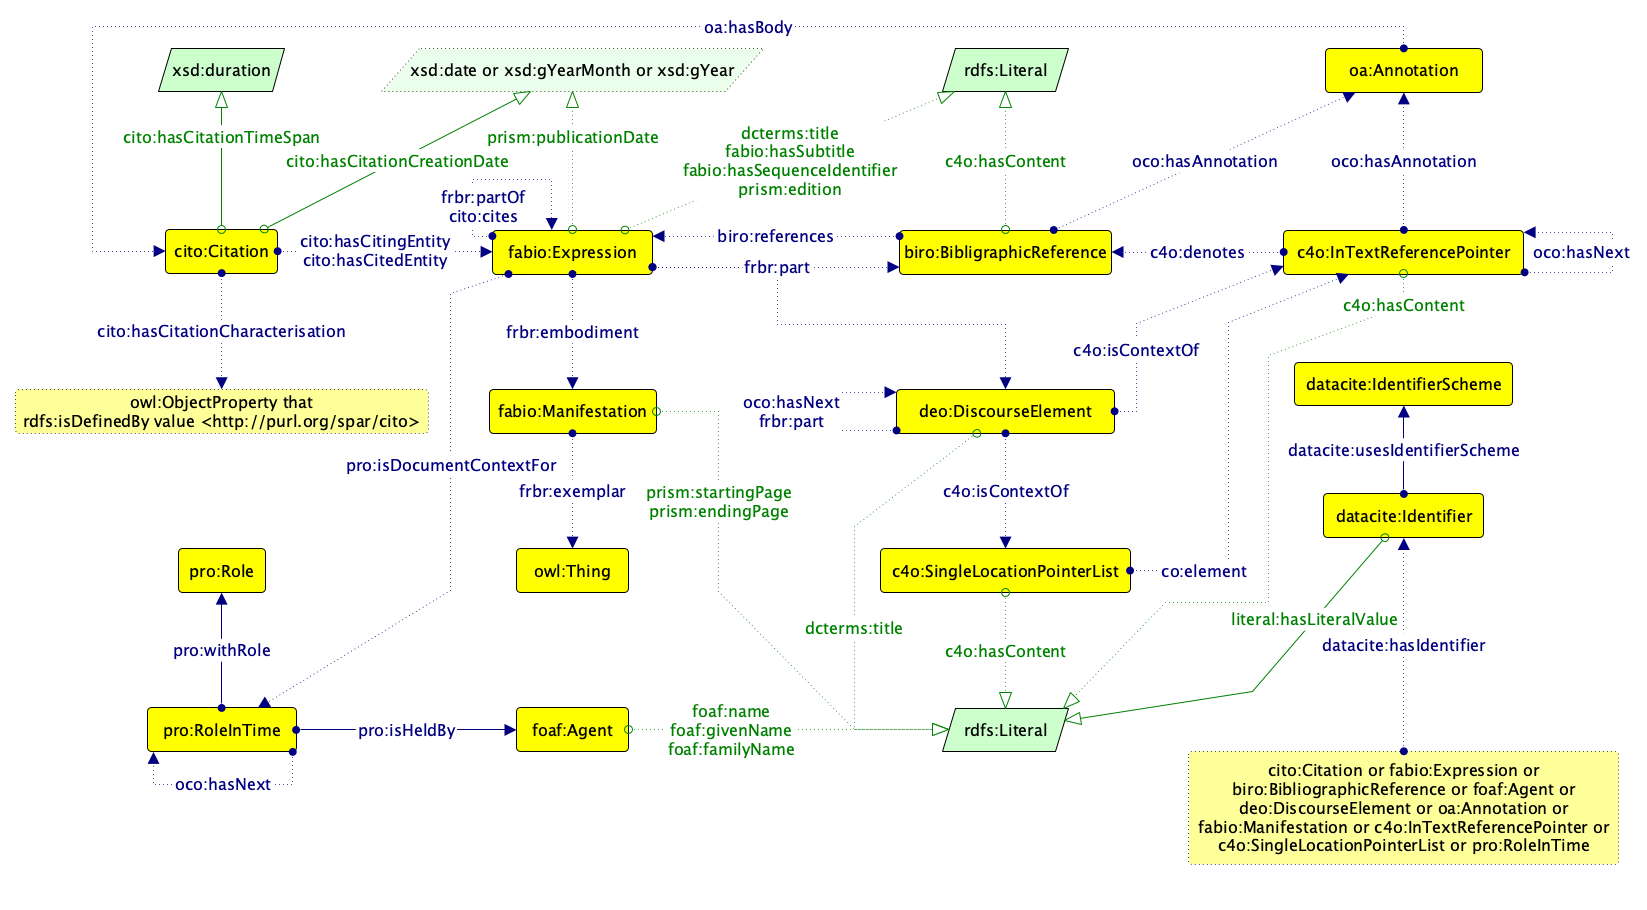 oa:hasBody
xsd:duration
xsd:date or xsd:gYearMonth or xsd:gYear
rdfs:Literal
oa:Annotation
cito:hasCitationTimeSpan
prism:publicationDate
dcterms:title
fabio:hasSubtitle
fabio:hasSequenceIdentifier
prism:edition
cito:hasCitationCreationDate
c4o:hasContent
oco:hasAnnotation
oco:hasAnnotation
frbr:partOf
cito:cites
cito:Citation
cito:hasCitingEntity
cito:hasCitedEntity
fabio:Expression
biro:references
frbr:part
biro:BibligraphicReference
c4o:denotes
c4o:InTextReferencePointer
oco:hasNext
c4o:hasContent
cito:hasCitationCharacterisation
frbr:embodiment
c4o:isContextOf
owl:ObjectProperty that
rdfs:isDefinedBy value <http://purl.org/spar/cito>
fabio:Manifestation
oco:hasNext
frbr:part
deo:DiscourseElement
datacite:IdentifierScheme
datacite:usesIdentifierScheme
pro:isDocumentContextFor
frbr:exemplar
prism:startingPage
prism:endingPage
c4o:isContextOf
datacite:Identifier
pro:Role
owl:Thing
c4o:SingleLocationPointerList
co:element
literal:hasLiteralValue
dcterms:title
datacite:hasIdentifier
pro:withRole
c4o:hasContent
pro:RoleInTime
pro:isHeldBy
foaf:Agent
foaf:name
foaf:givenName
foaf:familyName
rdfs:Literal
oco:hasNext
cito:Citation or fabio:Expression or
biro:BibliographicReference or foaf:Agent or
deo:DiscourseElement or oa:Annotation or
fabio:Manifestation or c4o:InTextReferencePointer or
c4o:SingleLocationPointerList or pro:RoleInTime